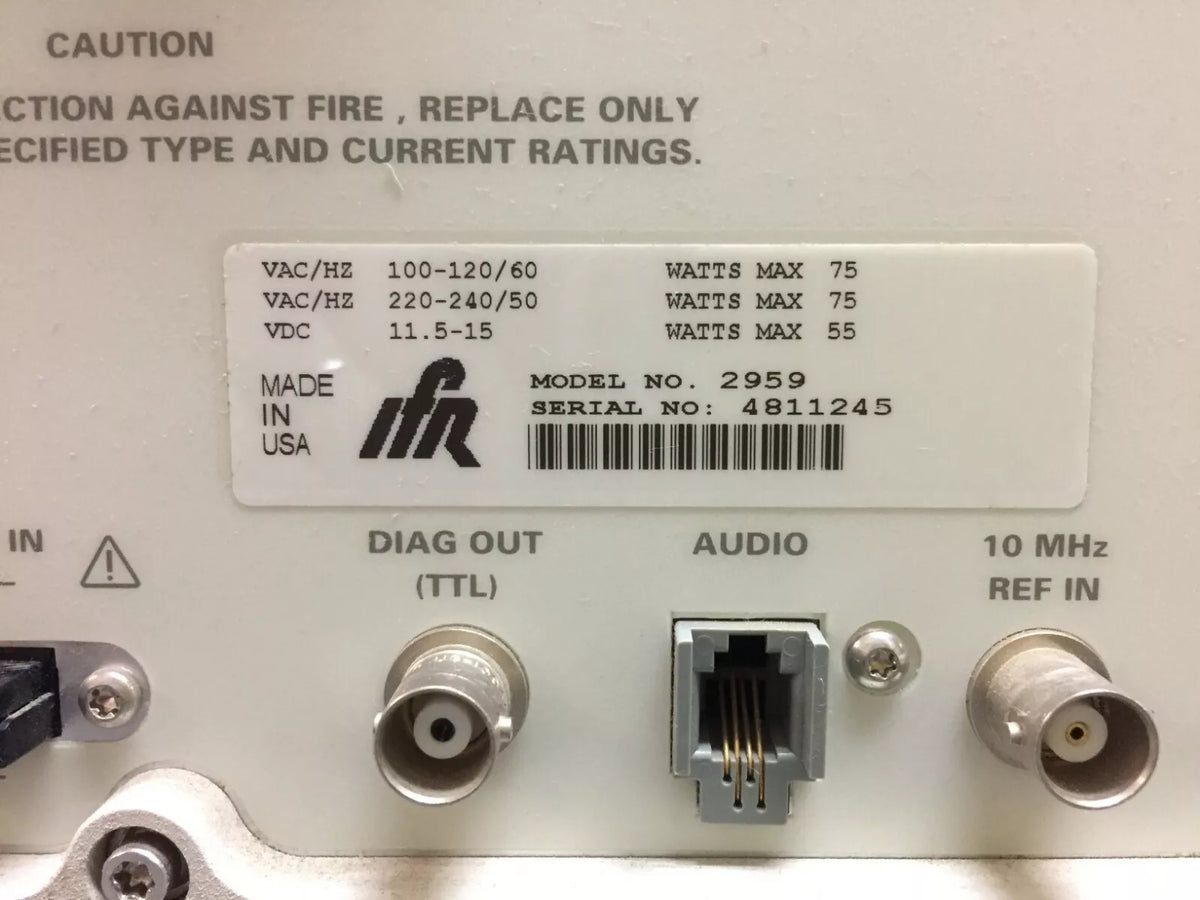 CAUTION
CTION AGAINST FIRE , REPLACE ONLY
ECIFIED TYPE AND CURRENT RATINGS.
VAC/HZ 100-120/60 WATTS MAX 75
VAC/HZ 220-240/50 WATTS MAX 75
VDC 11.5-15 WATTS MAX 55
MADE
IN
USA
IFR
MODEL NO. 2959
SERIAL NO: 4811245
IN
DIAG OUT
(TTL)
AUDIO
10 MHz
REF IN